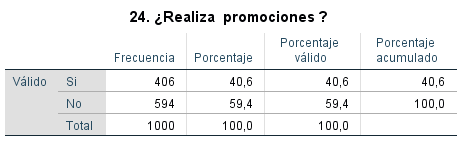 24. ¿Realiza promociones ?
Frecuencia Porcentaje Porcentaje válido Porcentaje acumulado
Válido Si 406 40,6 40,6 40,6
No 594 59,4 59,4 100,0
Total 1000 100,0 100,0